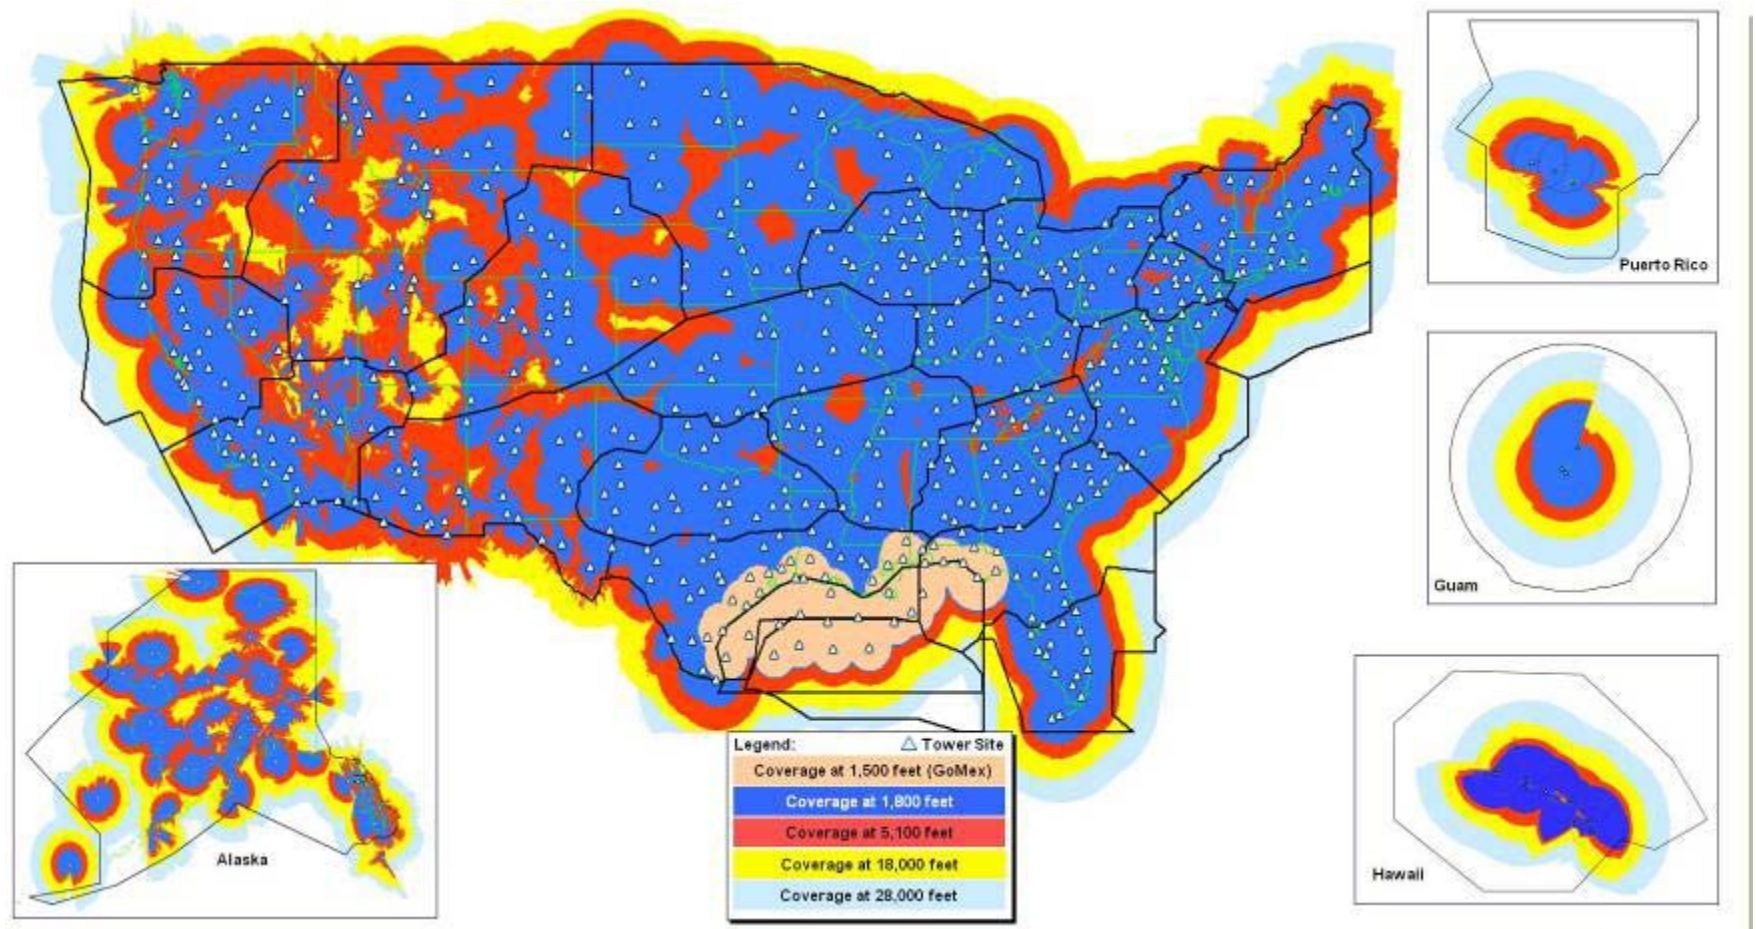 Puerto Rico
Guam
Legend:
Tower Site
Coverage at 1,500 feet (GoMex)
Coverage at 1,800 feet
Coverage at 5,100 feet
Coverage at 18,000 feet
Coverage at 28,000 feet
Alaska
Hawaii